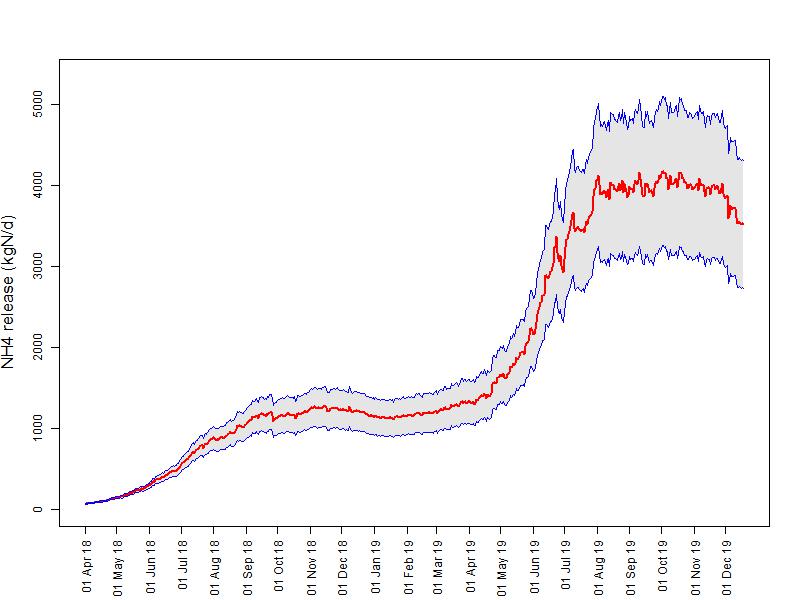 NH4 release (kgN/d)
5000
4000
3000
2000
1000
0
01 Apr 18
01 May 18
01 Jun 18
01 Jul 18
01 Aug 18
01 Sep 18
01 Oct 18
01 Nov 18
01 Dec 18
01 Jan 19
01 Feb 19
01 Mar 19
01 Apr 19
01 May 19
01 Jun 19
01 Jul 19
01 Aug 19
01 Sep 19
01 Oct 19
01 Nov 19
01 Dec 19